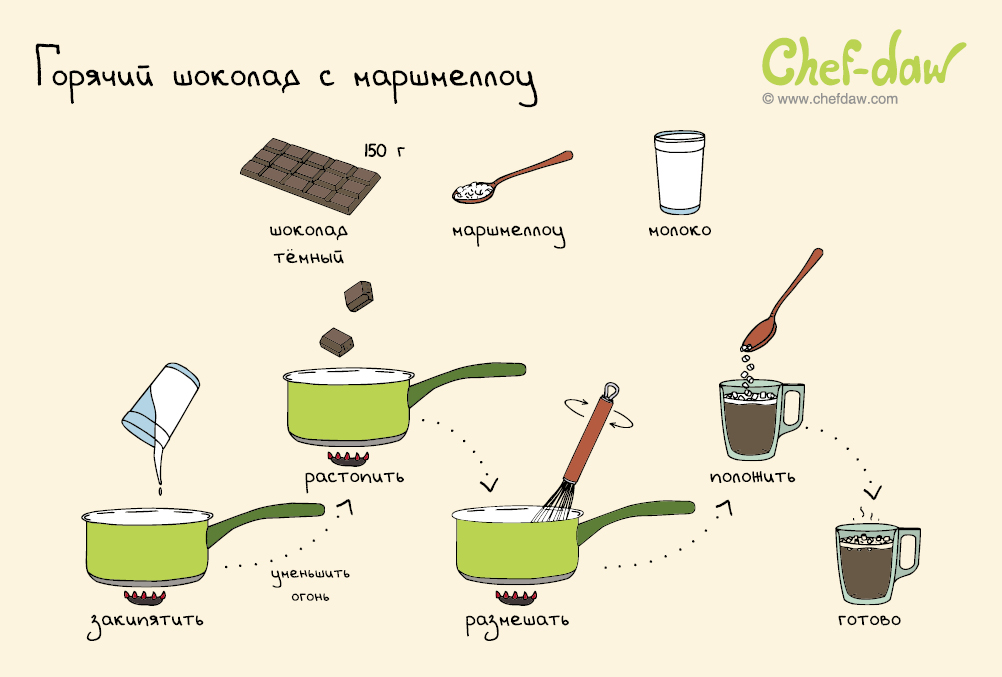 Горячий шоколад с маршмеллоу
Chef-daw
© www.chefdaw.com
150 г
шоколад
тёмный
маршмеллоу
молоко
растопить
положить
уменьшить
огонь
закипятить
размешать
готово